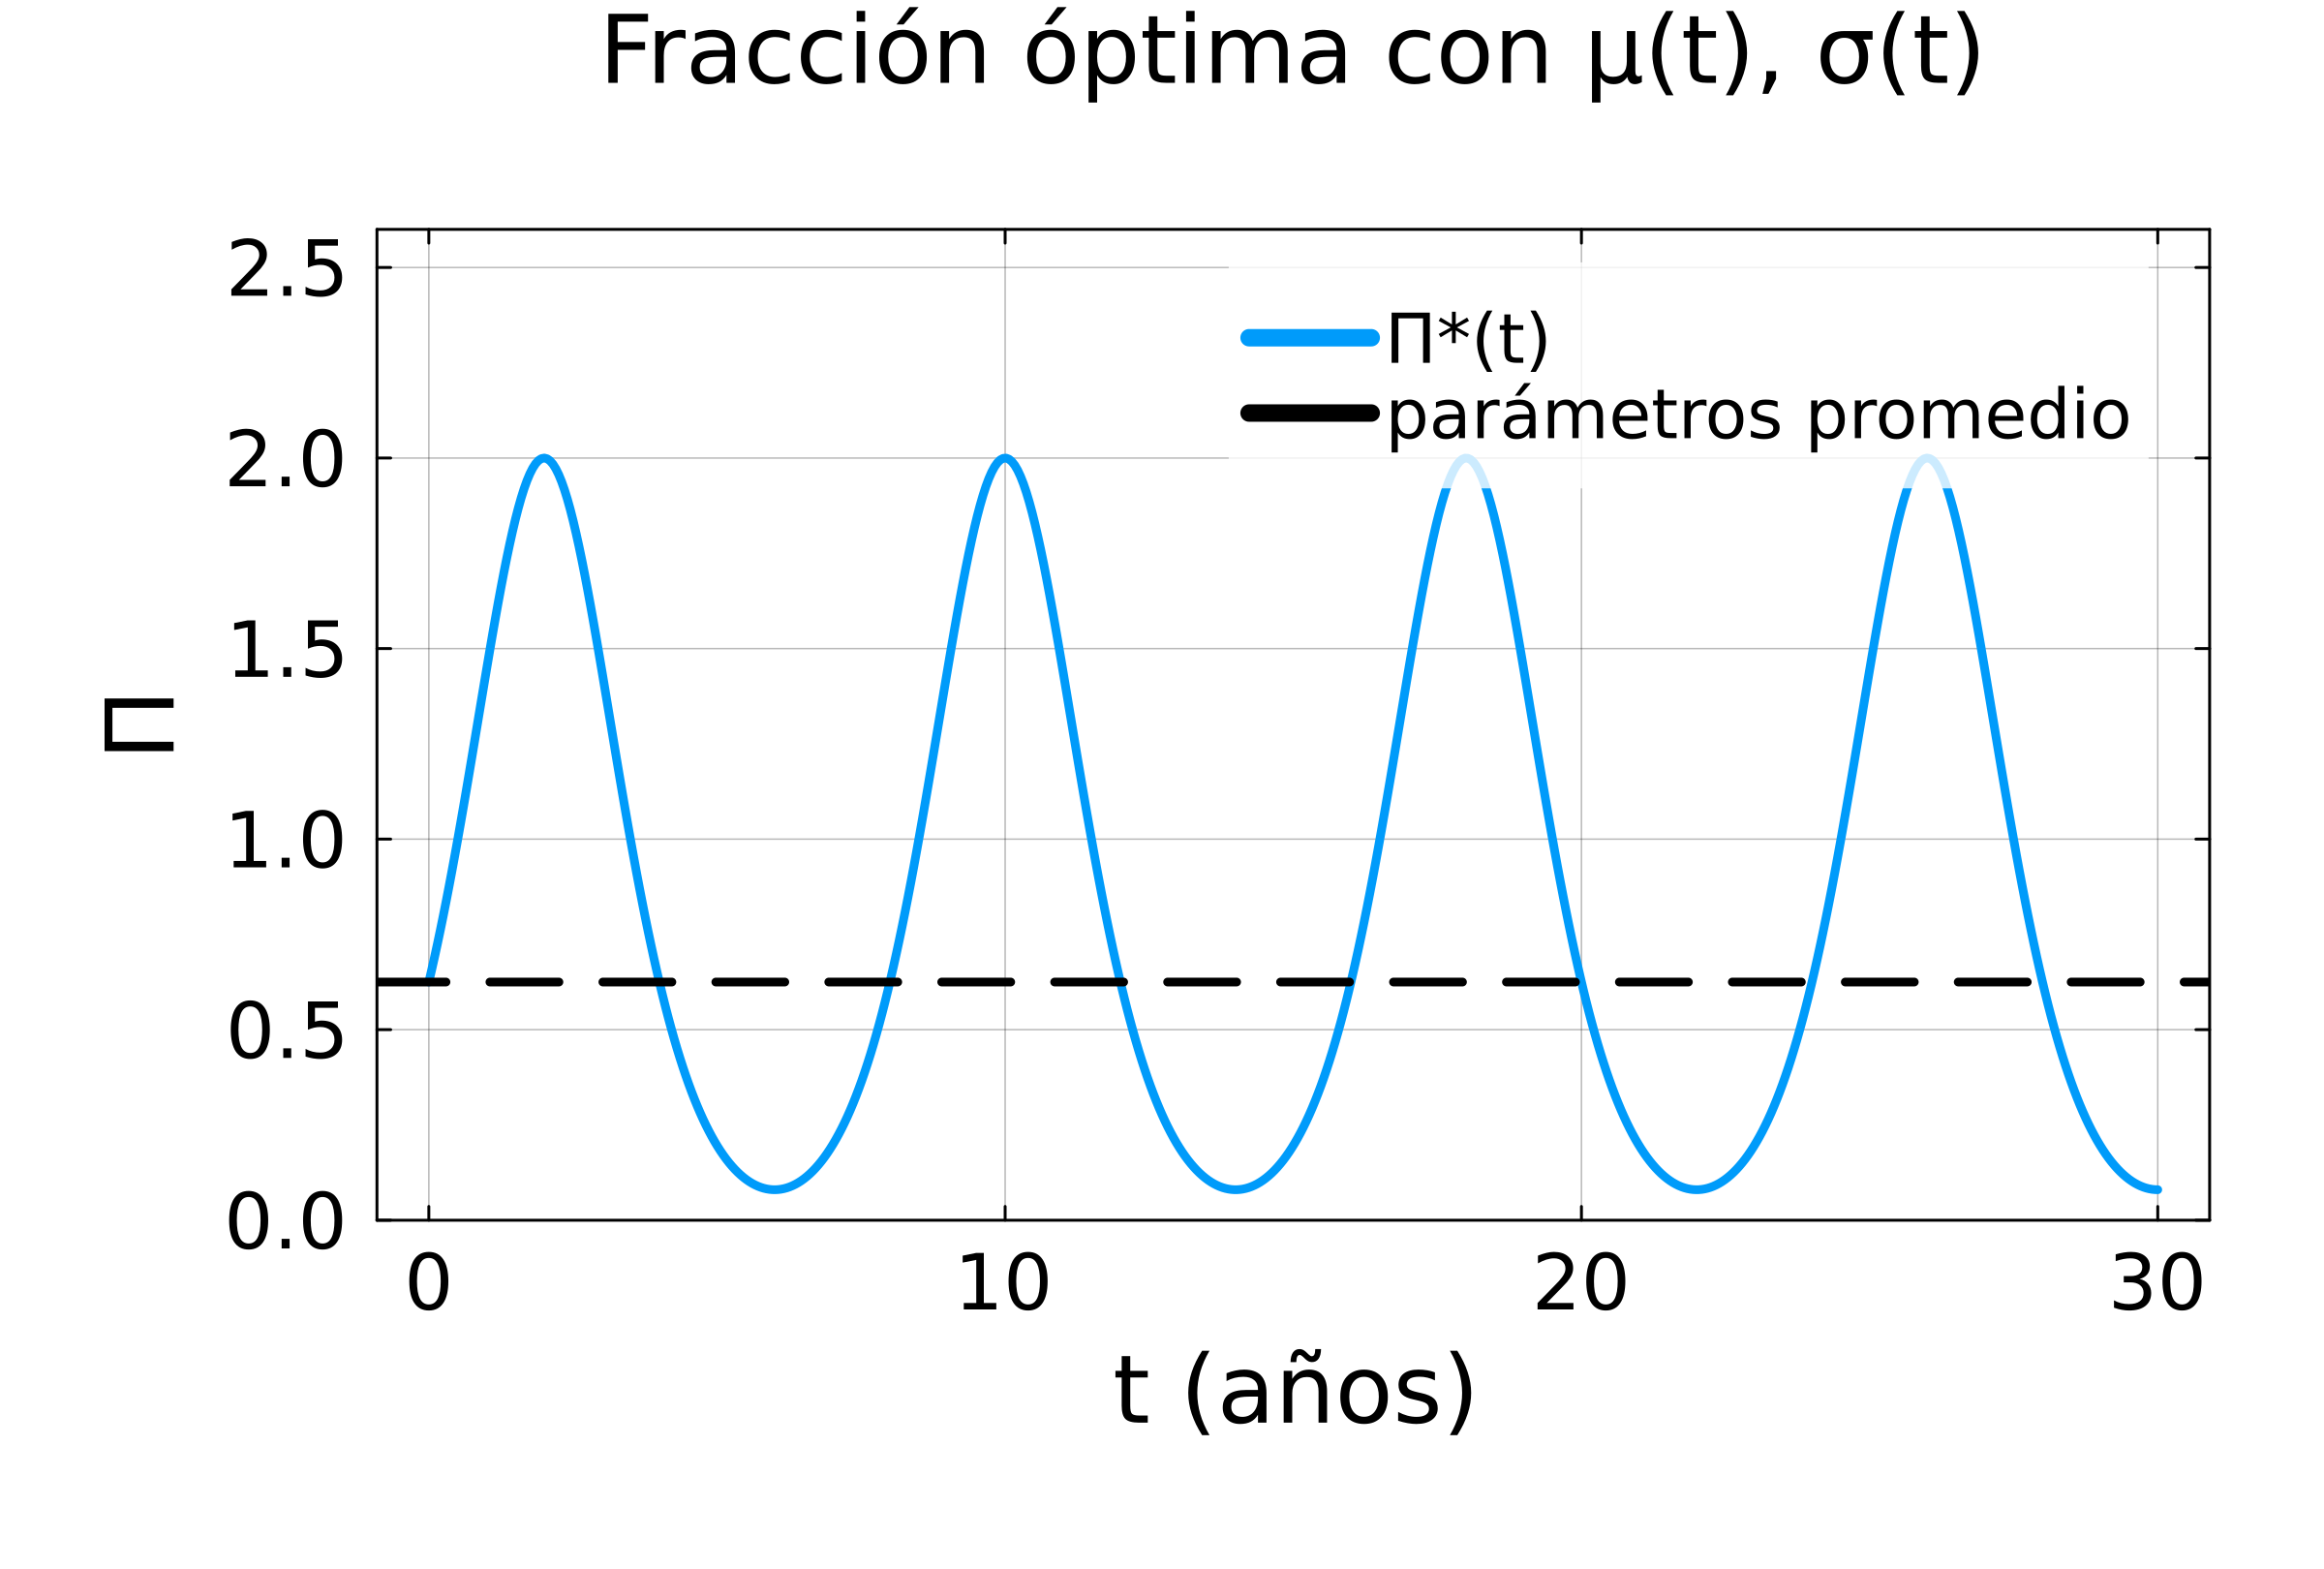 Fracción óptima con μ(t), σ(t)
2.5
2.0
1.5
1.0
0.5
0.0
Π
Π*(t)
parámetros promedio
0 10 20 30
t (años)